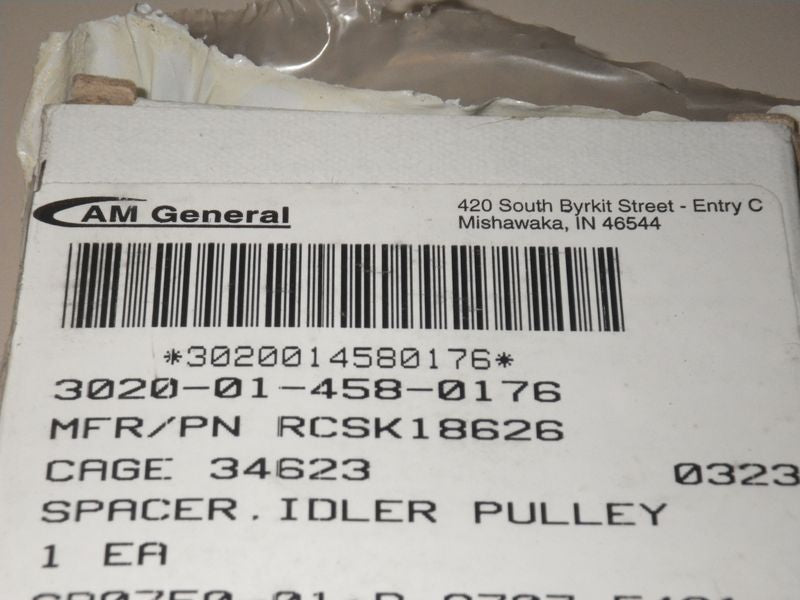 AM General
420 South Byrkit Street - Entry C
Mishawaka, IN 46544
*3020014580176*
3020-01-458-0176
MFR/PN RCSK18626
CAGE 34623 0323
SPACER.IDLER PULLEY
1 EA